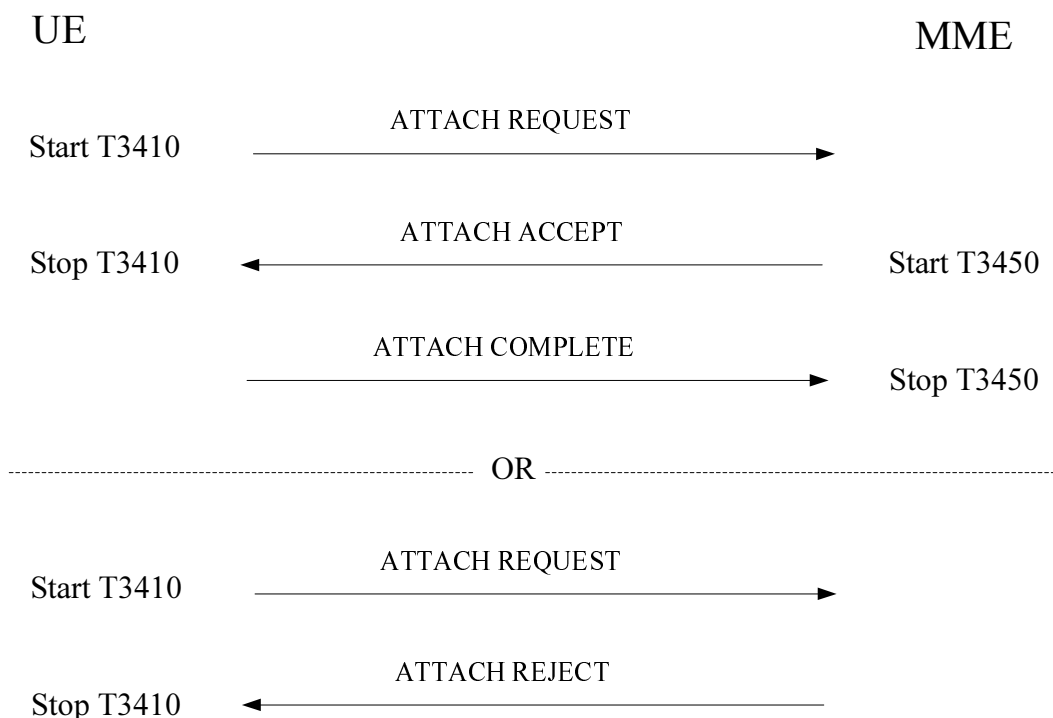 UE
MME
ATTACH REQUEST
Start T3410
ATTACH ACCEPT
Stop T3410
Start T3450
ATTACH COMPLETE
Stop T3450
OR
ATTACH REQUEST
Start T3410
ATTACH REJECT
Stop T3410